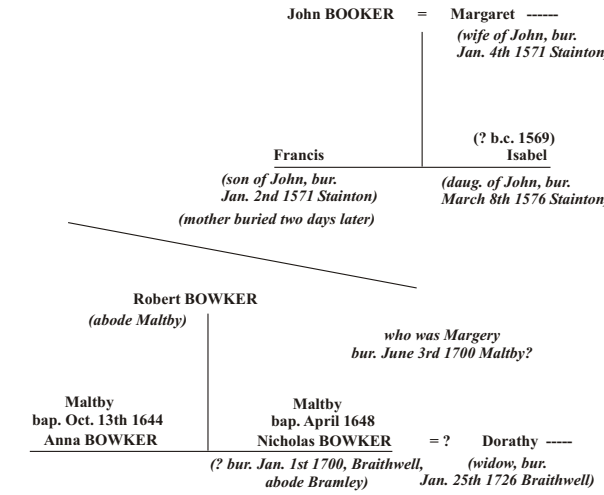 John BOOKER = Margaret ------
(wife of John, bur.
Jan. 4th 1571 Stainton)
(? b.c. 1569)
Francis Isabel
(son of John, bur.
Jan. 2nd 1571 Stainton)
(mother buried two days later)
(daug. of John, bur.
March 8th 1576 Stainton)
Robert BOWKER
(abode Maltby)
who was Margery
bur. June 3rd 1700 Maltby?
Maltby
bap. Oct. 13th 1644
Anna BOWKER
Maltby
bap. April 1648
Nicholas BOWKER = ? Dorathy -----
(? bur. Jan. 1st 1700, Braithwell,
abode Bramley)
(widow, bur.
Jan. 25th 1726 Braithwell)